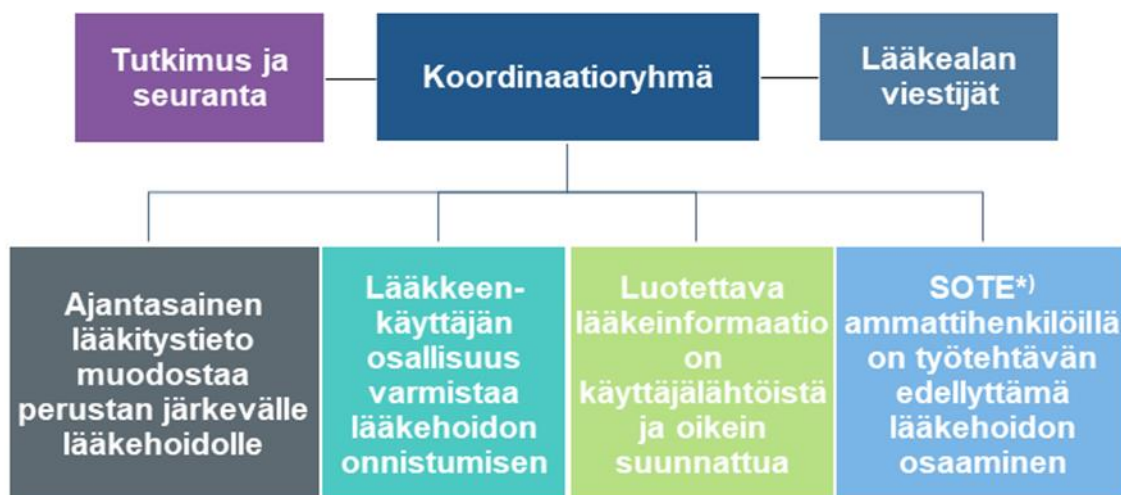 Tutkimus ja
seuranta
Koordinaatioryhmä
Lääkealan
viestijät
Ajantasainen
lääkitystieto
muodostaa
perustan järkevälle
lääkehoidolle
Lääkkeen-
käyttäjän
osallisuus
varmistaa
lääkehoidon
onnistumisen
Luotettava
lääkeinformaatio
on
käyttäjälähtöistä
ja oikein
suunnattua
SOTE*)
ammattihenkilöillä
on työtehtävän
edellyttämä
lääkehoidon
osaaminen